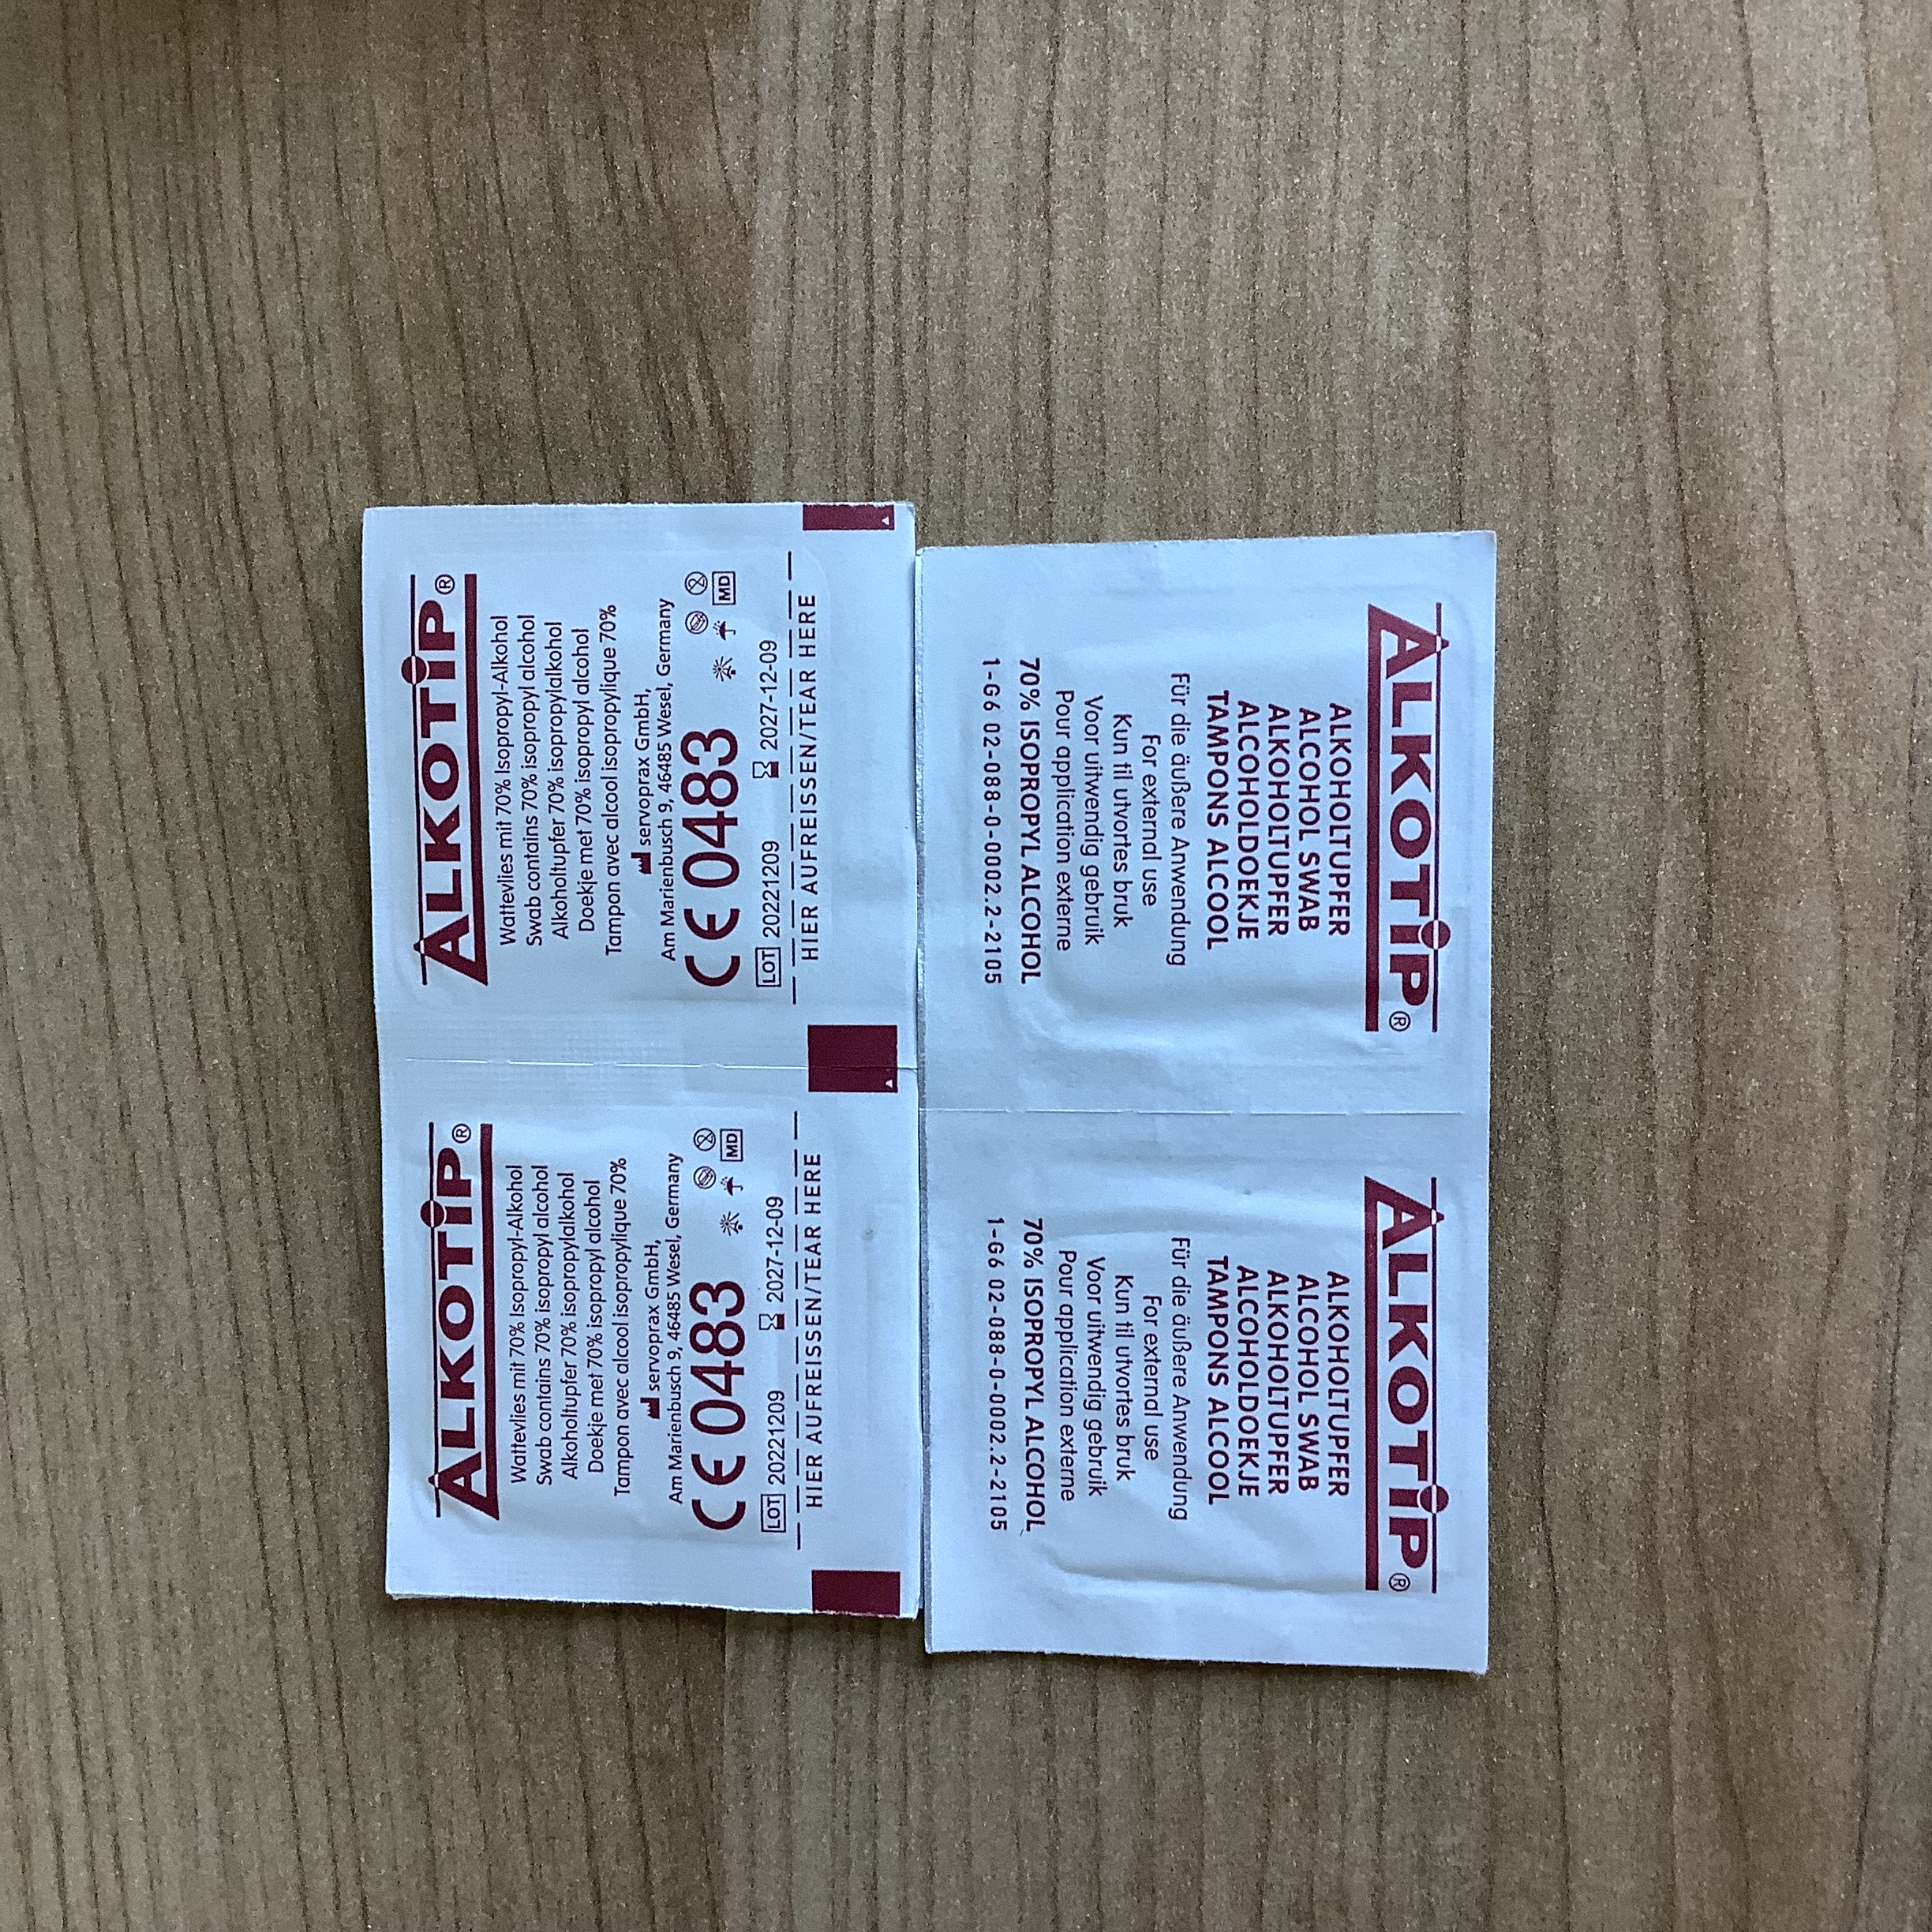 ALKOTIP®
Wattevlies mit 70% Isopropyl-Alkohol
Swab contains 70% isopropyl alcohol
Alkoholtupfer 70% isopropylalkohol
Doekje met 70% isopropyl alcohol
Tampon avec alcool isopropylique 70%
servoprax GmbH,
Am Marienbusch 9, 46485 Wesel, Germany
CE 0483
MD
LOT 20221209 2027-12-09
HIER AUFREISSEN/TEAR HERE
ALKOTIP®
Wattevlies mit 70% Isopropyl-Alkohol
Swab contains 70% isopropyl alcohol
Alkoholtupfer 70% isopropylalkohol
Doekje met 70% isopropyl alcohol
Tampon avec alcool isopropylique 70%
servoprax GmbH,
Am Marienbusch 9, 46485 Wesel, Germany
CE 0483
MD
LOT 20221209 2027-12-09
HIER AUFREISSEN/TEAR HERE
ALKOTIP®
ALKOHOLTUPFER
ALCOHOL SWAB
ALKOHOLTUPFER
ALCOHOLDOEKJE
TAMPONS ALCOOL
Für die äußere Anwendung
For external use
Kun til utvortes bruk
Voor uitwendig gebruik
Pour application externe
70% ISOPROPYL ALCOHOL
1-G6 02-088-0-0002.2-2105
ALKOTIP®
ALKOHOLTUPFER
ALCOHOL SWAB
ALKOHOLTUPFER
ALCOHOLDOEKJE
TAMPONS ALCOOL
Für die äußere Anwendung
For external use
Kun til utvortes bruk
Voor uitwendig gebruik
Pour application externe
70% ISOPROPYL ALCOHOL
1-G6 02-088-0-0002.2-2105